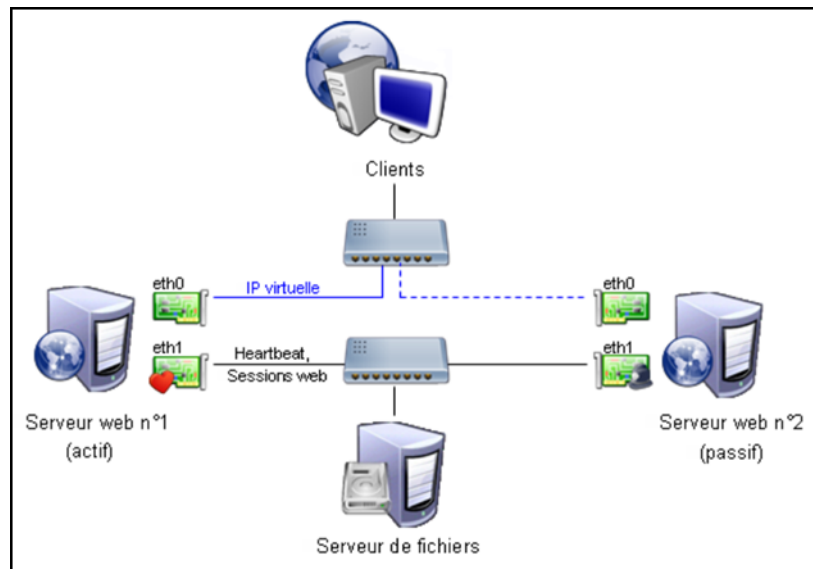 Clients
eth0
IP virtuelle
eth0
eth1
Heartbeat,
Sessions web
eth1
Serveur web n°1
(actif)
Serveur web n°2
(passif)
Serveur de fichiers